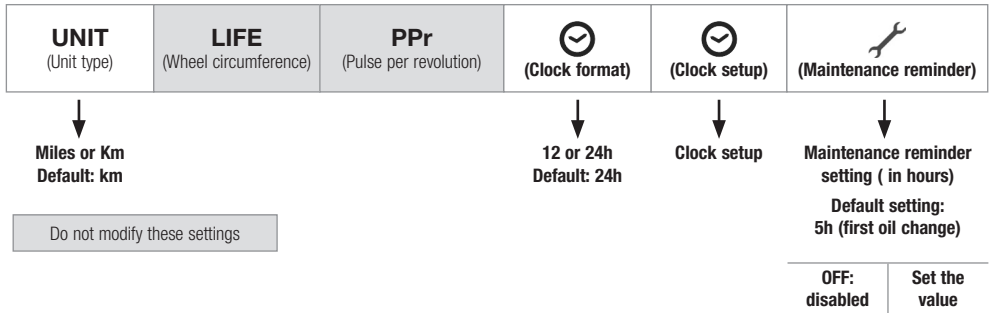 UNIT
(Unit type)
LIFE
(Wheel circumference)
PPr
(Pulse per revolution)
(Clock format)
(Clock setup)
(Maintenance reminder)
Miles or Km
Default: km
12 or 24h
Default: 24h
Clock setup
Maintenance reminder
setting ( in hours)
Default setting:
5h (first oil change)
Do not modify these settings
OFF:
disabled
Set the
value